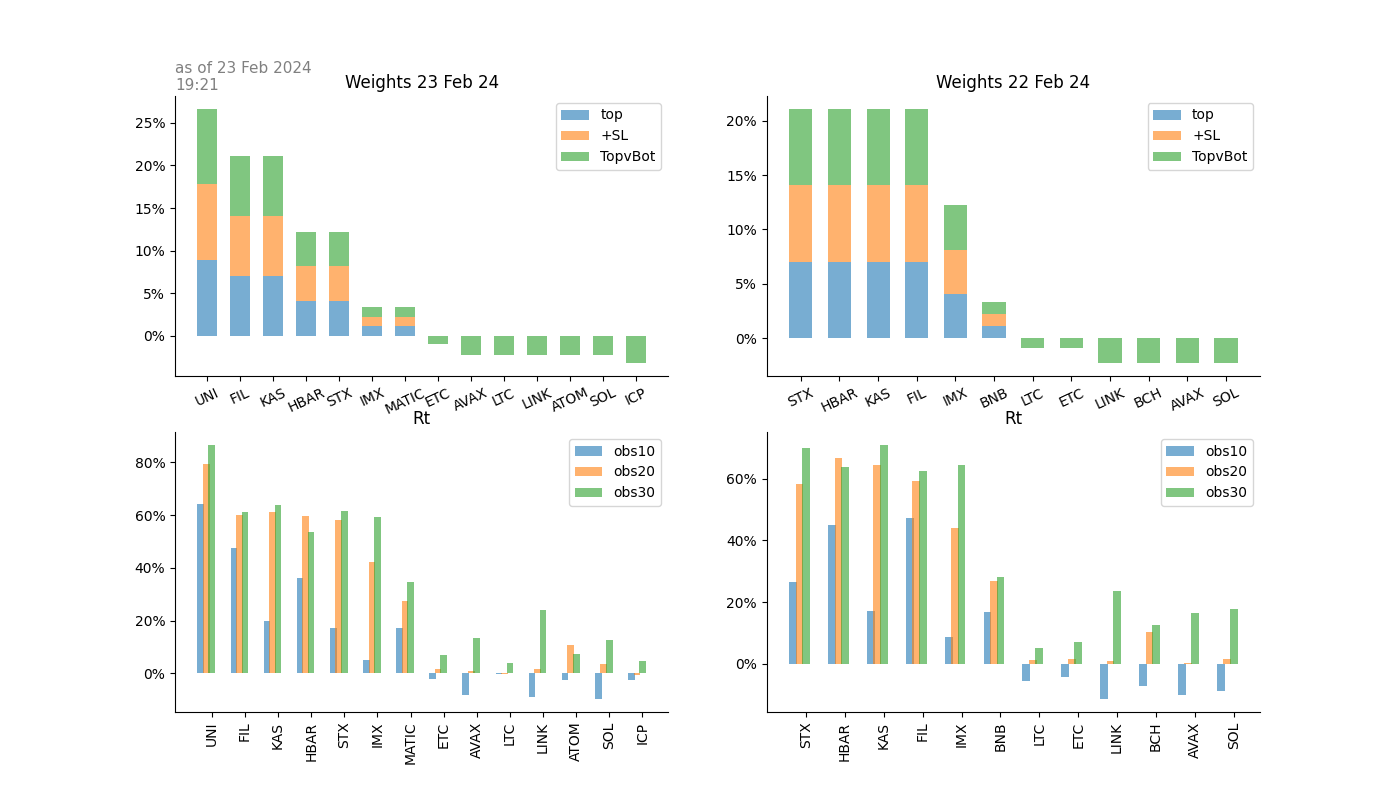 as of 23 Feb 2024
19:21
Weights 23 Feb 24
25%
20%
15%
10%
5%
0%
top
+SL
TopvBot
UNI FIL KAS HBAR STX IMX MATIC ETC AVAX LTC LINK ATOM SOL ICP
Weights 22 Feb 24
20%
15%
10%
5%
0%
top
+SL
TopvBot
STX HBAR KAS FIL IMX BNB LTC ETC LINK BCH AVAX SOL
Rt
80%
60%
40%
20%
0%
obs10
obs20
obs30
UNI FIL KAS HBAR STX IMX MATIC ETC AVAX LTC LINK ATOM SOL ICP
Rt
60%
40%
20%
0%
obs10
obs20
obs30
STX HBAR KAS FIL IMX BNB LTC ETC LINK BCH AVAX SOL